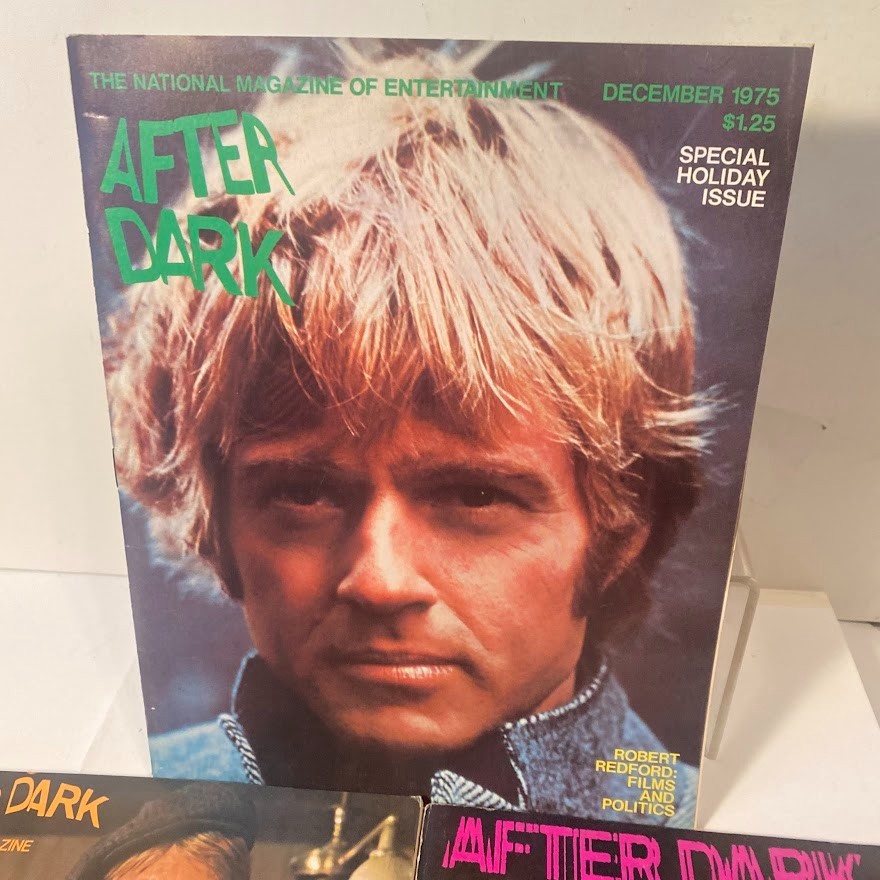 THE NATIONAL MAGAZINE OF ENTERTAINMENT
DECEMBER 1975
$1.25
AFTER
DARK
SPECIAL
HOLIDAY
ISSUE
ROBERT
REDFORD:
FILMS
AND
POLITICS
DARK
ZINE
AFTER DARK